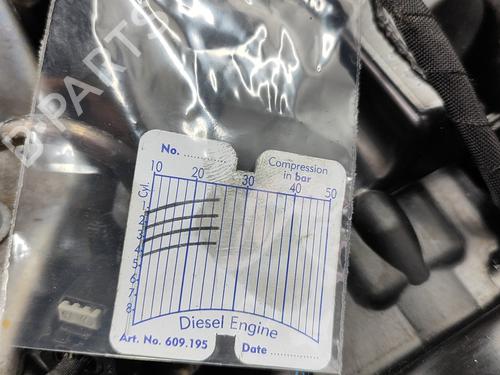 B PARTS
No. ............
Compression
in bar
10 20 30 40 50
Cyl.
1
2
3
4
5
6
7
8
Diesel Engine
Art. No. 609.195
Date ............